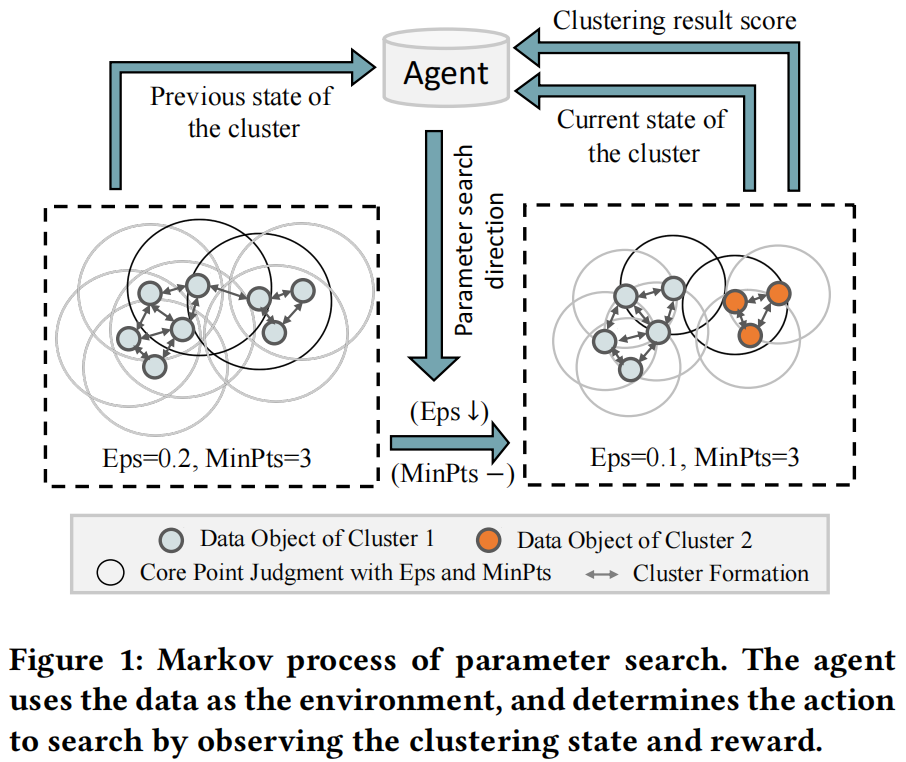 Clustering result score
Agent
Previous state of
the cluster
Current state of
the cluster
Parameter search
direction
(Eps ↓)
(MinPts −)
Eps=0.2, MinPts=3
Eps=0.1, MinPts=3
Data Object of Cluster 1
Data Object of Cluster 2
Core Point Judgment with Eps and MinPts
Cluster Formation
Figure 1: Markov process of parameter search. The agent
uses the data as the environment, and determines the action
to search by observing the clustering state and reward.